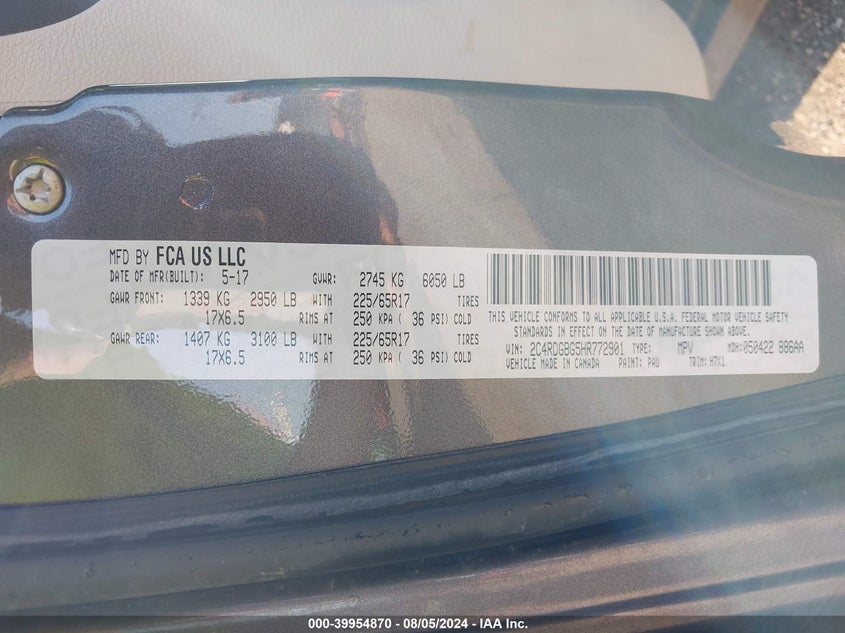 MFD BY FCA US LLC
DATE OF MFR(BUILT): 5-17 GVWR: 2745 KG 6050 LB
GAWR FRONT: 1339 KG 2950 LB WITH 225/65R17 TIRES
17X6.5 RIMS AT 250 KPA ( 36 PSI) COLD
GAWR REAR: 1407 KG 3100 LB WITH 225/65R17 TIRES
17X6.5 RIMS AT 250 KPA ( 36 PSI) COLD
THIS VEHICLE CONFORMS TO ALL APPLICABLE U.S.A. FEDERAL MOTOR VEHICLE SAFETY
STANDARDS IN EFFECT ON THE DATE OF MANUFACTURE SHOWN ABOVE.
VIN: 2C4RDGBG5HR772901 TYPE: MPV MDH: 050422 886AA
VEHICLE MADE IN CANADA PAINT: PAU TRIM: H7X1
000-39954870 - 08/05/2024 - IAA Inc.